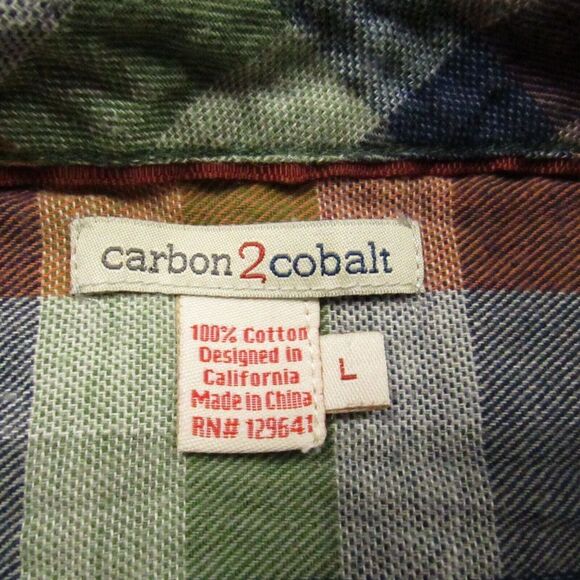 carbon2cobalt
100% Cotton
Designed in
California
Made in China
RN# 129641
L